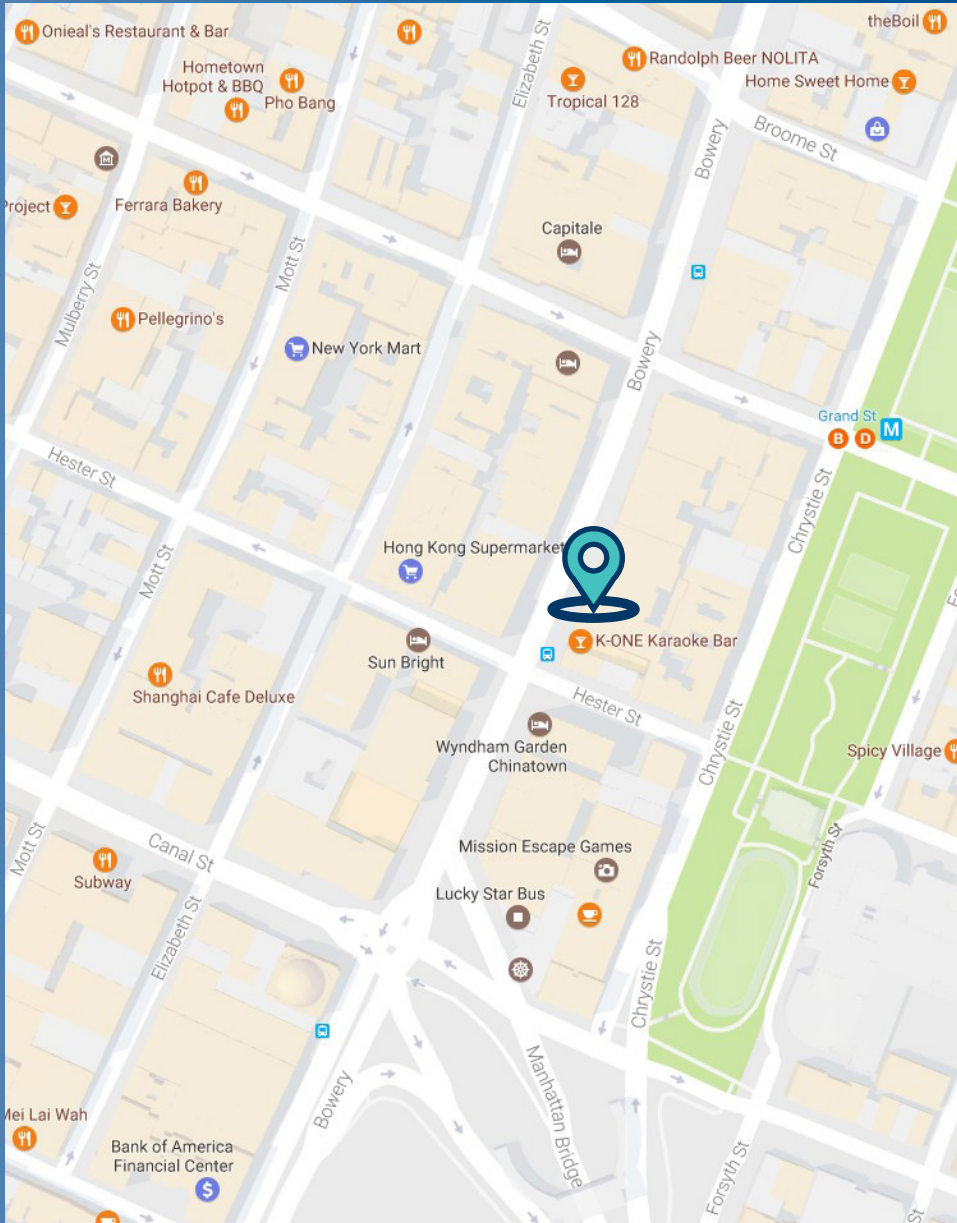 theBoil
Onieal's Restaurant & Bar
Elizabeth St
Randolph Beer NOLITA
Hometown
Hotpot & BBQ
Pho Bang
Tropical 128
Home Sweet Home
Bowery
Broome St
Project
Ferrara Bakery
Capitale
Mott St
Mulberry St
Pellegrino's
New York Mart
Bowery
Grand St
B
D
M
Hester St
Chrystie St
Mott St
Hong Kong Supermarket
K-ONE Karaoke Bar
Sun Bright
Shanghai Cafe Deluxe
Hester St
Chrystie St
Wyndham Garden
Chinatown
Spicy Village
Mott St
Canal St
Mission Escape Games
Forsyth St
Subway
Lucky Star Bus
Elizabeth St
Chrystie St
Bowery
Manhattan Bridge
Mei Lai Wah
Bank of America
Financial Center
$
Forsyth St
St